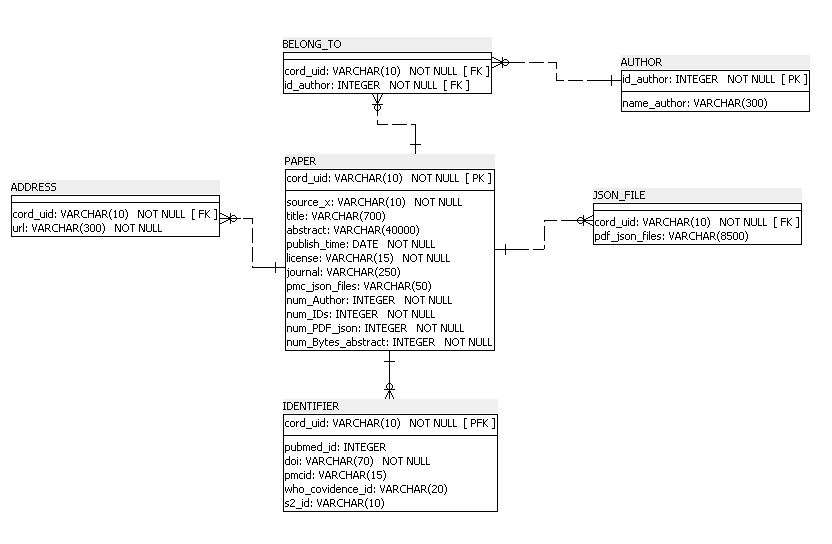 BELONG_TO
cord_uid: VARCHAR(10) NOT NULL [ FK ]
id_author: INTEGER NOT NULL [ FK ]
AUTHOR
id_author: INTEGER NOT NULL [ PK ]
name_author: VARCHAR(300)
PAPER
cord_uid: VARCHAR(10) NOT NULL [ PK ]
source_x: VARCHAR(10) NOT NULL
title: VARCHAR(700)
abstract: VARCHAR(40000)
publish_time: DATE NOT NULL
license: VARCHAR(15) NOT NULL
journal: VARCHAR(250)
pmc_json_files: VARCHAR(50)
num_Author: INTEGER NOT NULL
num_IDs: INTEGER NOT NULL
num_PDF_json: INTEGER NOT NULL
num_Bytes_abstract: INTEGER NOT NULL
ADDRESS
cord_uid: VARCHAR(10) NOT NULL [ FK ]
url: VARCHAR(300) NOT NULL
JSON_FILE
cord_uid: VARCHAR(10) NOT NULL [ FK ]
pdf_json_files: VARCHAR(8500)
IDENTIFIER
cord_uid: VARCHAR(10) NOT NULL [ PFK ]
pubmed_id: INTEGER
doi: VARCHAR(70) NOT NULL
pmcid: VARCHAR(15)
who_covidence_id: VARCHAR(20)
s2_id: VARCHAR(10)